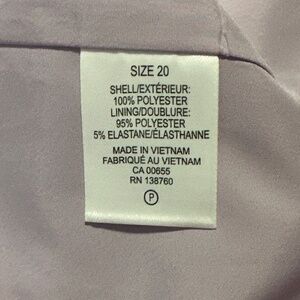 SIZE 20
SHELL/EXTÉRIEUR:
100% POLYESTER
LINING/DOUBLURE:
95% POLYESTER
5% ELASTANE/ÉLASTHANNE
MADE IN VIETNAM
FABRIQUÉ AU VIETNAM
CA 00655
RN 138760
P